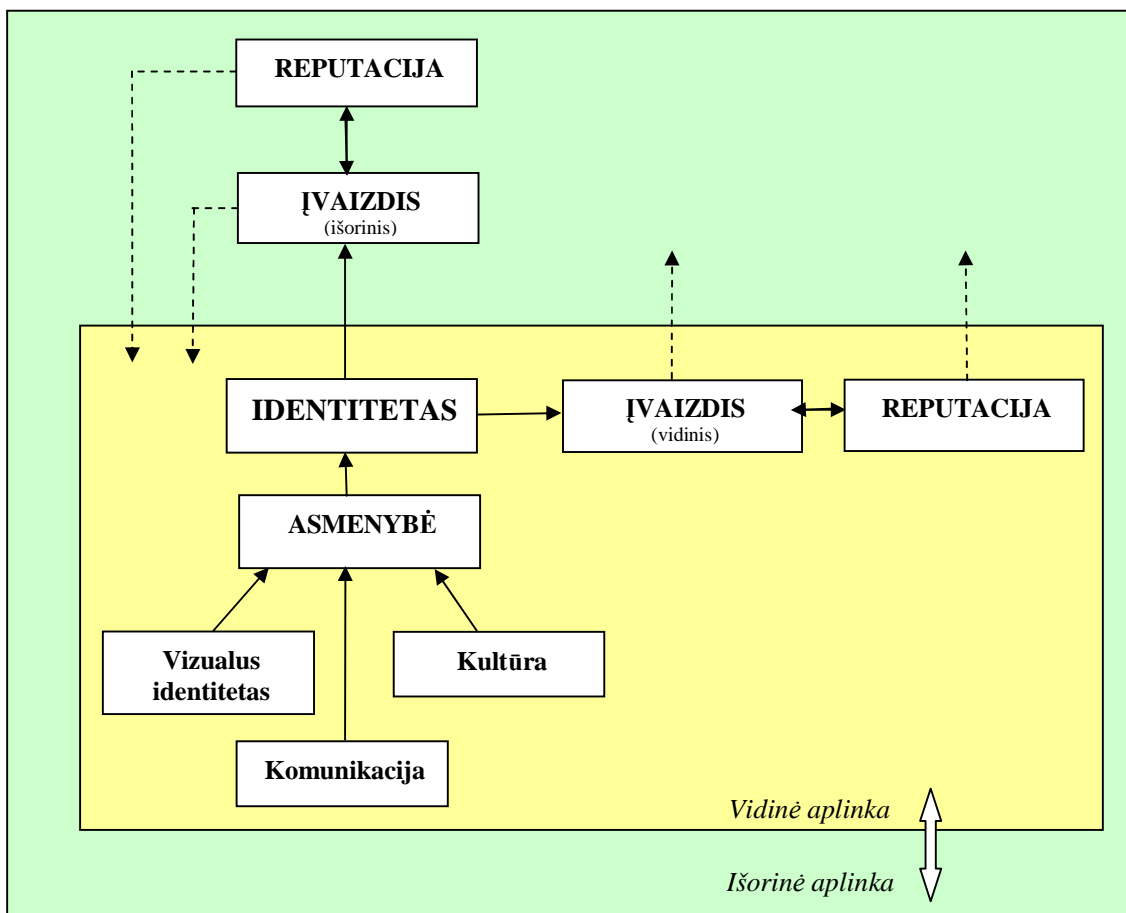 REPUTACIJA
ĮVAIZDIS
(išorinis)
IDENTITETAS
ĮVAIZDIS
(vidinis)
REPUTACIJA
ASMENYBĖ
Vizualus
identitetas
Kultūra
Komunikacija
Vidinė aplinka
Išorinė aplinka